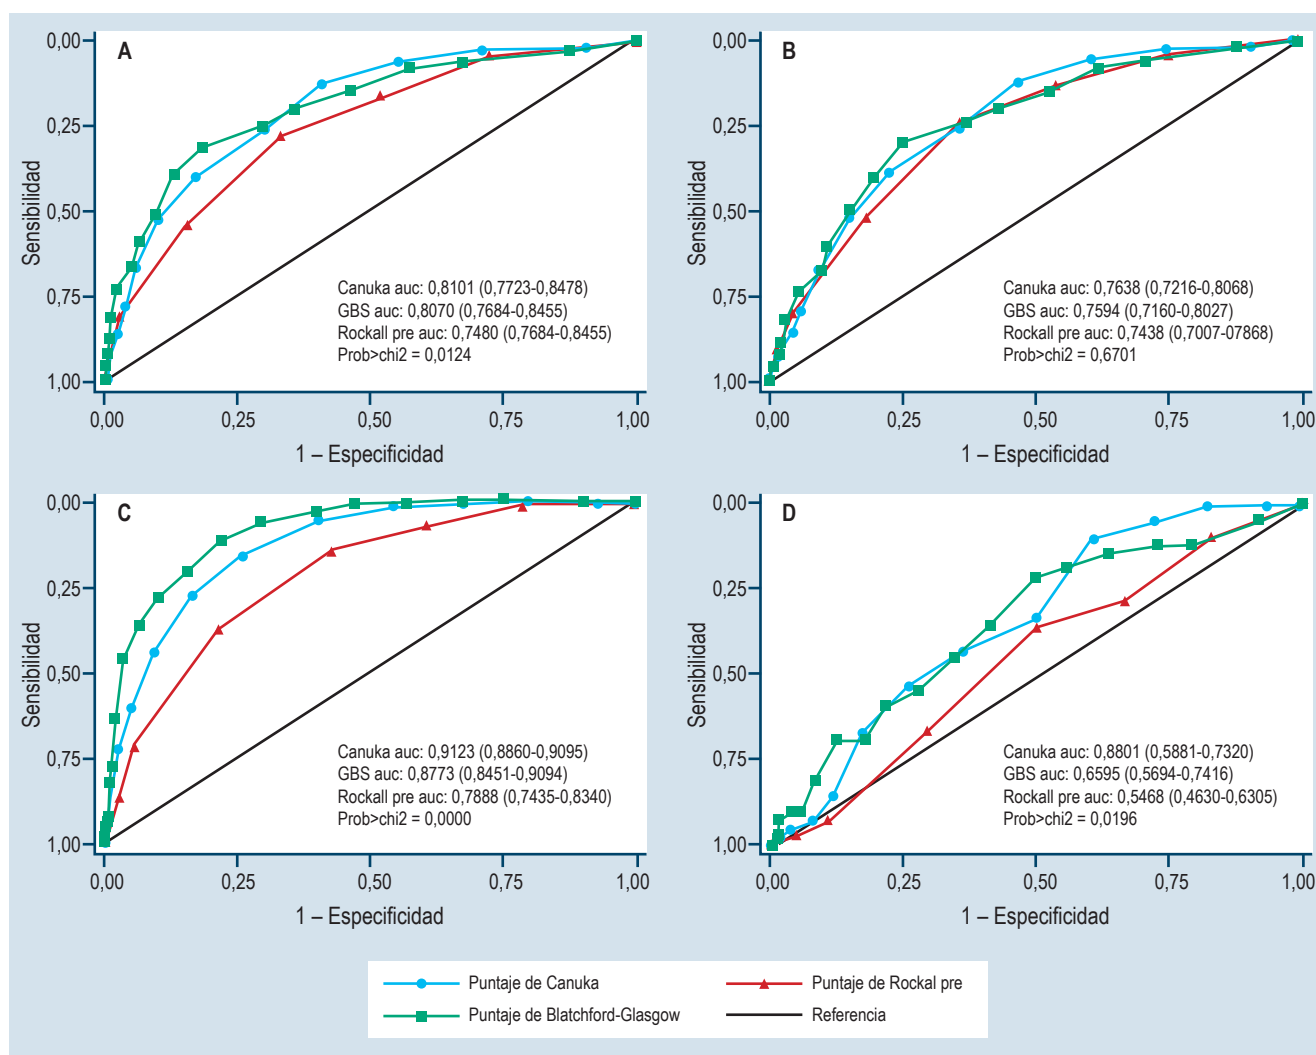 A
0,00
0,25
0,50
0,75
1,00
Sensibilidad
Canuka auc: 0,8101 (0,7723-0,8478)
GBS auc: 0,8070 (0,7684-0,8455)
Rockall pre auc: 0,7480 (0,7684-0,8455)
Prob>chi2 = 0,0124
0,00 0,25 0,50 0,75 1,00
1 – Especificidad
B
0,00
0,25
0,50
0,75
1,00
Sensibilidad
Canuka auc: 0,7638 (0,7216-0,8068)
GBS auc: 0,7594 (0,7160-0,8027)
Rockall pre auc: 0,7438 (0,7007-07868)
Prob>chi2 = 0,6701
0,00 0,25 0,50 0,75 1,00
1 – Especificidad
C
0,00
0,25
0,50
0,75
1,00
Sensibilidad
Canuka auc: 0,9123 (0,8860-0,9095)
GBS auc: 0,8773 (0,8451-0,9094)
Rockall pre auc: 0,7888 (0,7435-0,8340)
Prob>chi2 = 0,0000
0,00 0,25 0,50 0,75 1,00
1 – Especificidad
D
0,00
0,25
0,50
0,75
1,00
Sensibilidad
Canuka auc: 0,8801 (0,5881-0,7320)
GBS auc: 0,6595 (0,5694-0,7416)
Rockall pre auc: 0,5468 (0,4630-0,6305)
Prob>chi2 = 0,0196
0,00 0,25 0,50 0,75 1,00
1 – Especificidad
Puntaje de Canuka
Puntaje de Rockal pre
Puntaje de Blatchford-Glasgow
Referencia